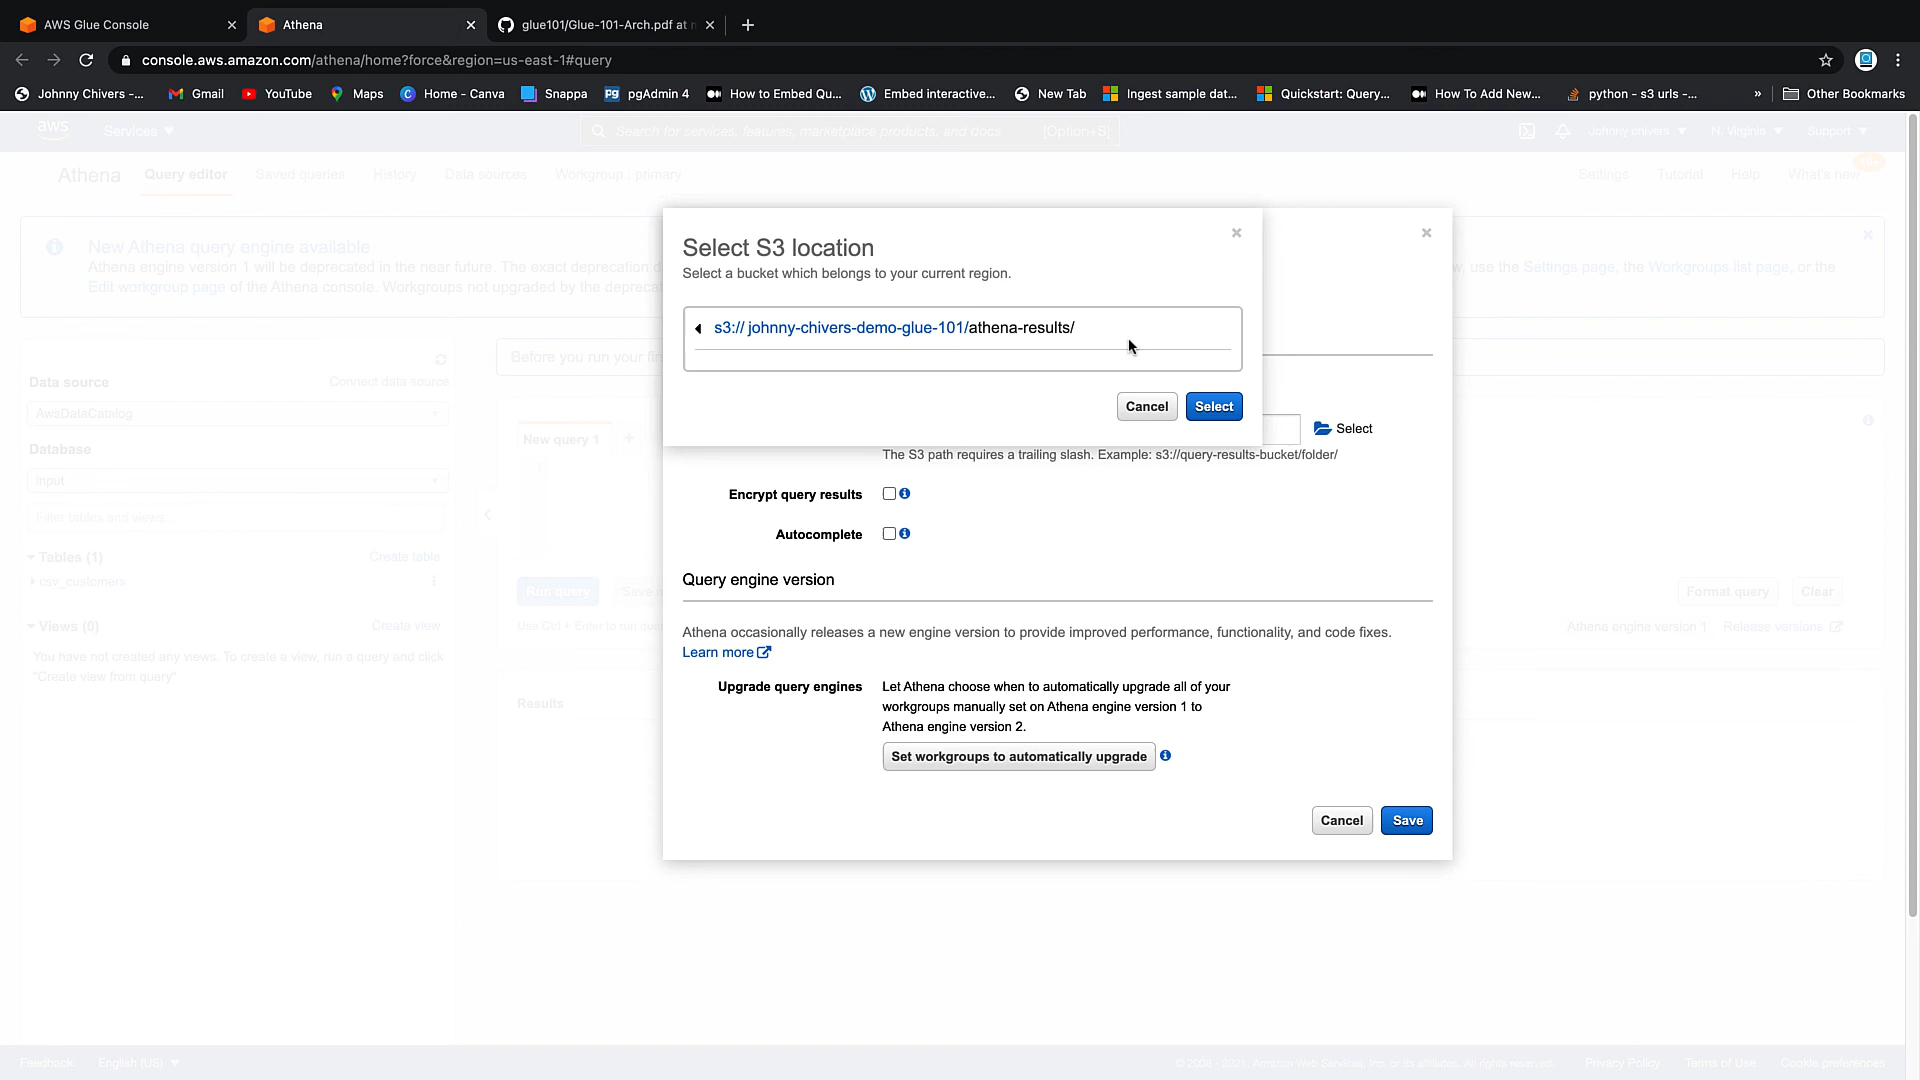 AWS Glue Console
Athena
glue101/Glue-101-Arch.pdf at
console.aws.amazon.com/athena/home?force&region=us-east-1#query
Johnny Chivers -...
Gmail
YouTube
Maps
Home - Canva
Snappa
pgAdmin 4
How to Embed Qu...
Embed interactive...
New Tab
Ingest sample dat...
Quickstart: Query...
How To Add New...
python - s3 urls -...
»
Other Bookmarks
aws
Services
Search for services, features, marketplace products, and docs
[Option+S]
Johnny chivers
N. Virginia
Support
Athena
Query editor
Saved queries
History
Data sources
Workgroup : primary
Settings
Tutorial
Help
What's new
New Athena query engine available
Athena engine version 1 will be deprecated in the near future. The exact deprecation
w, use the Settings page, the Workgroups list page, or the
Edit workgroup page of the Athena console. Workgroups not upgraded by the
Select S3 location
Select a bucket which belongs to your current region.
s3:// johnny-chivers-demo-glue-101/athena-results/
Cancel
Select
Before you run your
Data source
Connect data source
AwsDataCatalog
Database
input
Filter tables and views...
Tables (1)
Create table
csv_customers
Views (0)
Create view
You have not created any views. To create a view, run a query and click
"Create view from query"
New query 1
1
Run query
Use Ctrl + Enter to run
Format query
Clear
Athena engine version 1
Release versions
Results
Select
The S3 path requires a trailing slash. Example: s3://query-results-bucket/folder/
Encrypt query results
Autocomplete
Query engine version
Athena occasionally releases a new engine version to provide improved performance, functionality, and code fixes.
Learn more
Upgrade query engines
Let Athena choose when to automatically upgrade all of your
workgroups manually set on Athena engine version 1 to
Athena engine version 2.
Set workgroups to automatically upgrade
Cancel
Save
Feedback
English (US)
© 2008 - 2021, Amazon Web Services, Inc. or its affiliates. All rights reserved.
Privacy Policy
Terms of Use
Cookie preferences